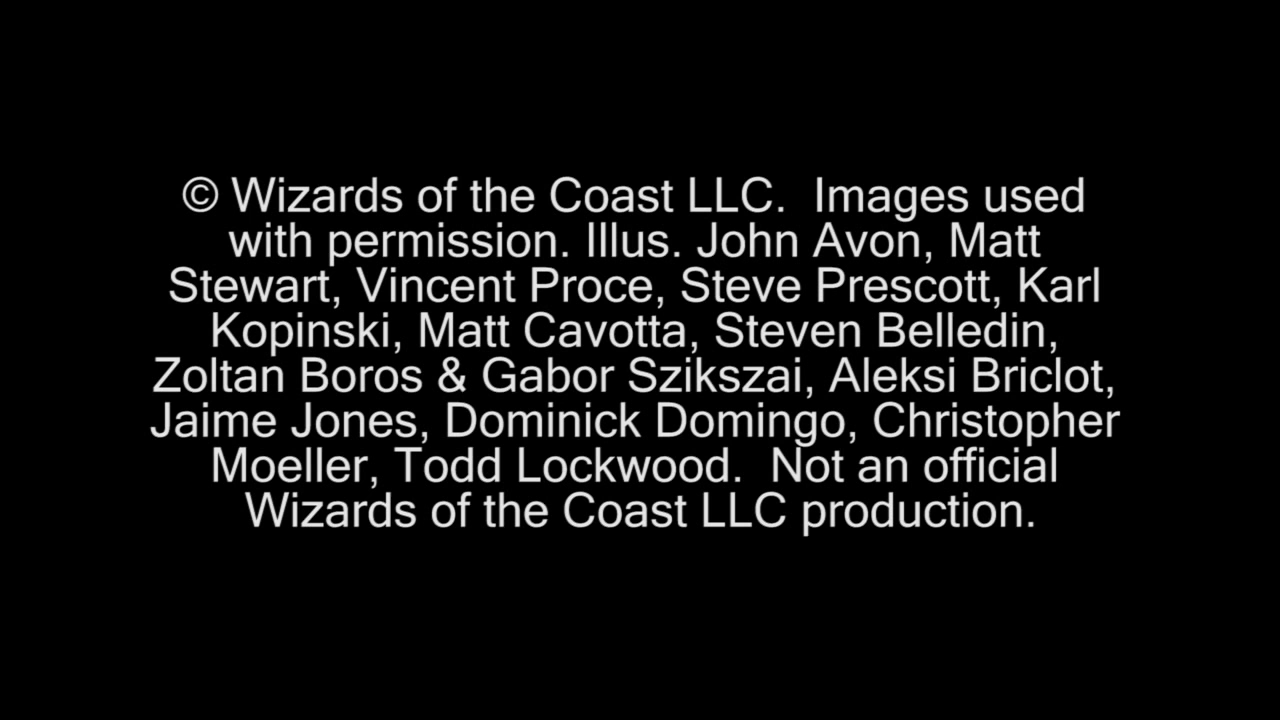 © Wizards of the Coast LLC.  Images used
with permission. Illus. John Avon, Matt
Stewart, Vincent Proce, Steve Prescott, Karl
Kopinski, Matt Cavotta, Steven Belledin,
Zoltan Boros & Gabor Szikszai, Aleksi Briclot,
Jaime Jones, Dominick Domingo, Christopher
Moeller, Todd Lockwood.  Not an official
Wizards of the Coast LLC production.